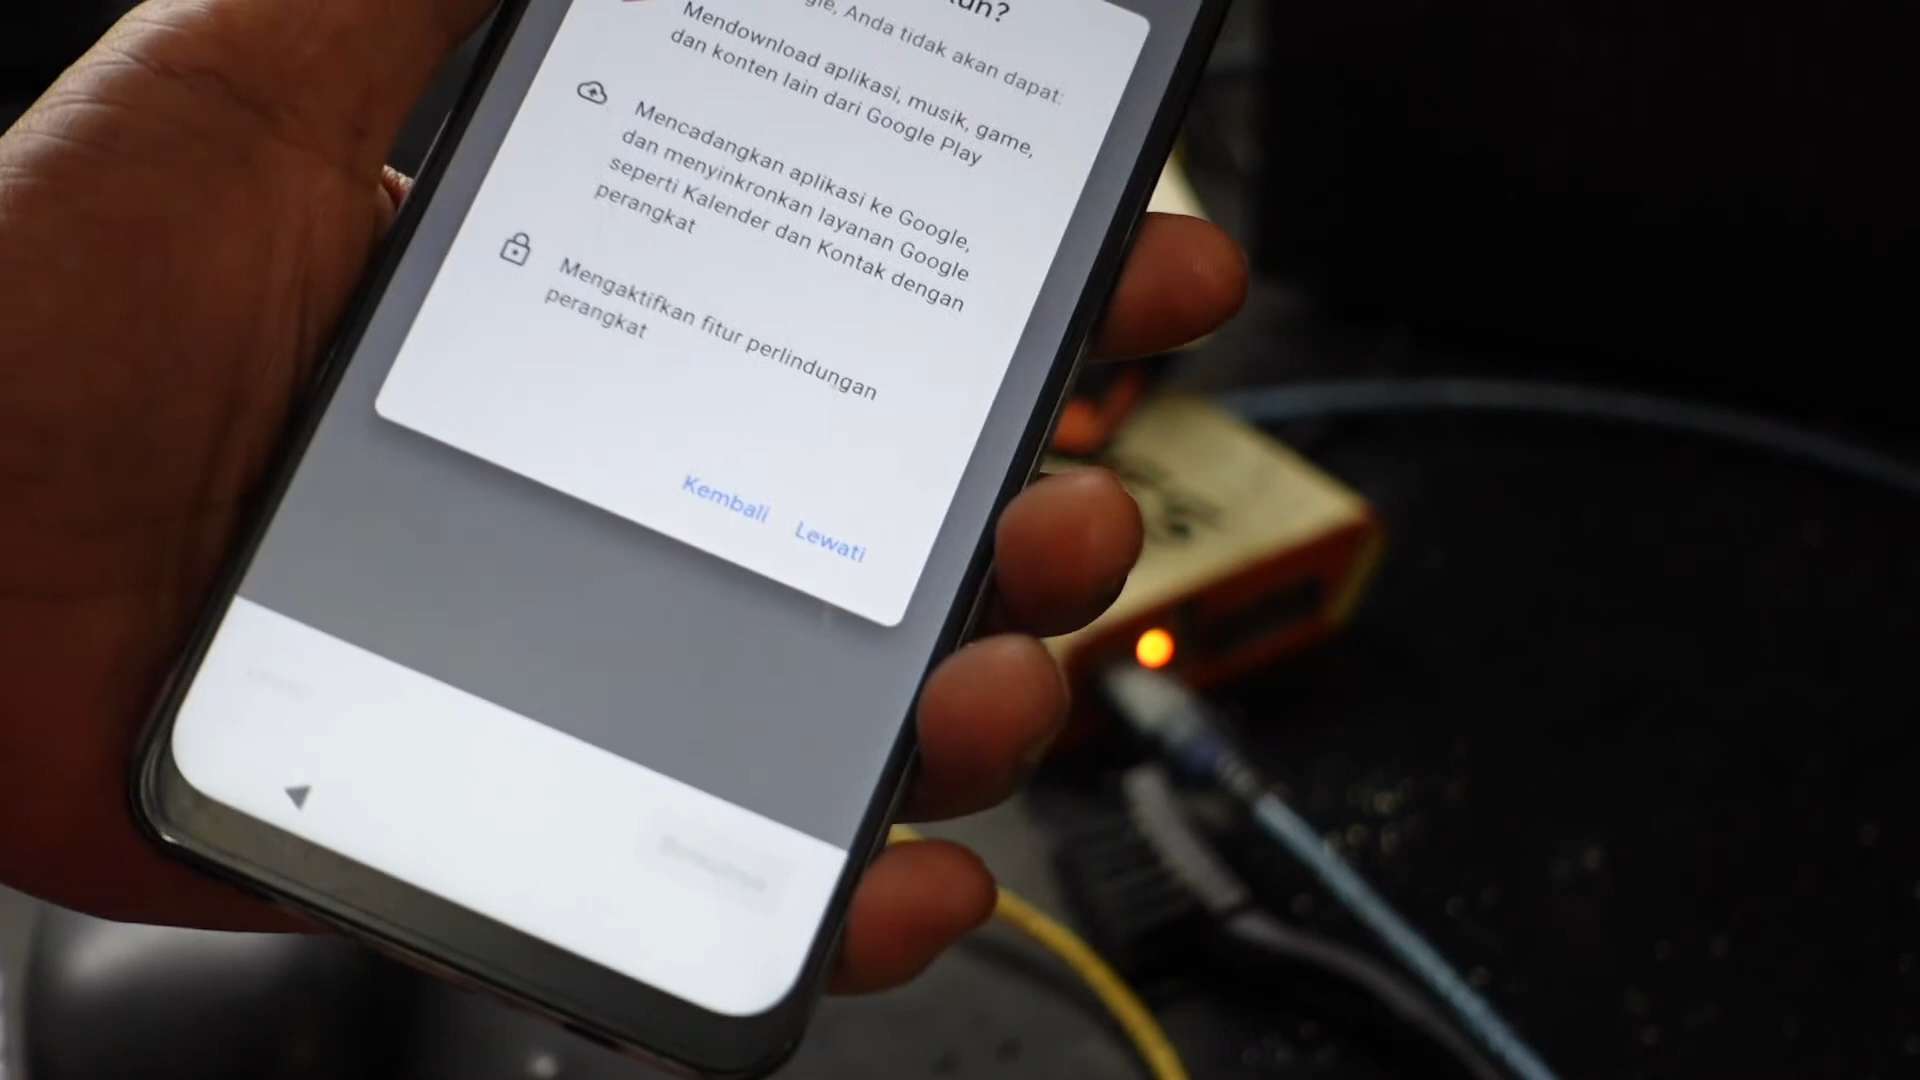 Anda tidak akan dapat:
Mendownload aplikasi, musik, game,
dan konten lain dari Google Play
Mencadangkan aplikasi ke Google,
dan menyinkronkan layanan Google
seperti Kalender dan Kontak dengan
perangkat
Mengaktifkan fitur perlindungan
perangkat
Kembali
Lewati